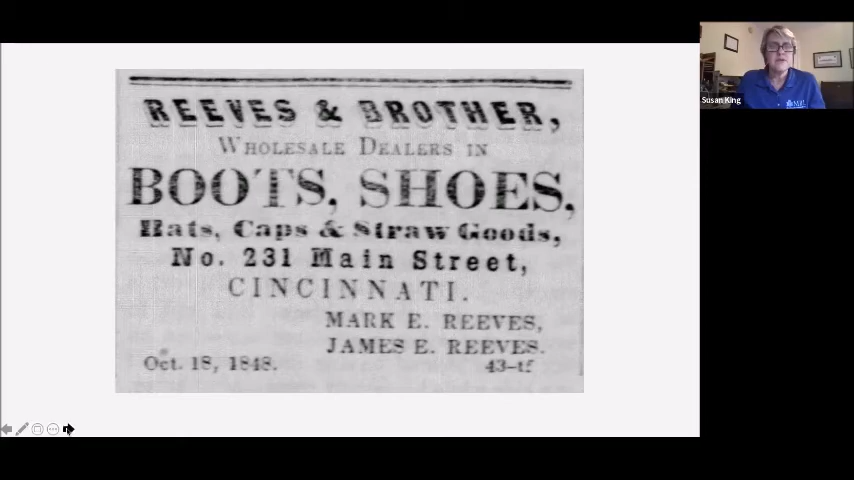 REEVES & BROTHER,
WHOLESALE DEALERS IN
BOOTS, SHOES,
Hats, Caps & Straw Goods,
No. 231 Main Street,
CINCINNATI.
MARK E. REEVES,
JAMES E. REEVES.
Oct. 18, 1848. 43-tf
Susan King